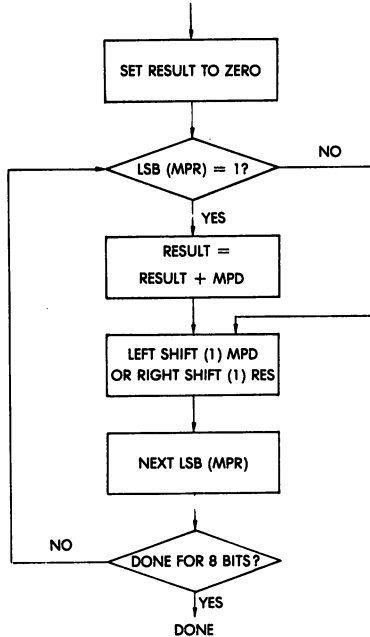 SET RESULT TO ZERO
LSB (MPR) = 1?
NO
YES
RESULT =
RESULT + MPD
LEFT SHIFT (1) MPD
OR RIGHT SHIFT (1) RES
NEXT LSB (MPR)
NO
DONE FOR 8 BITS?
YES
DONE